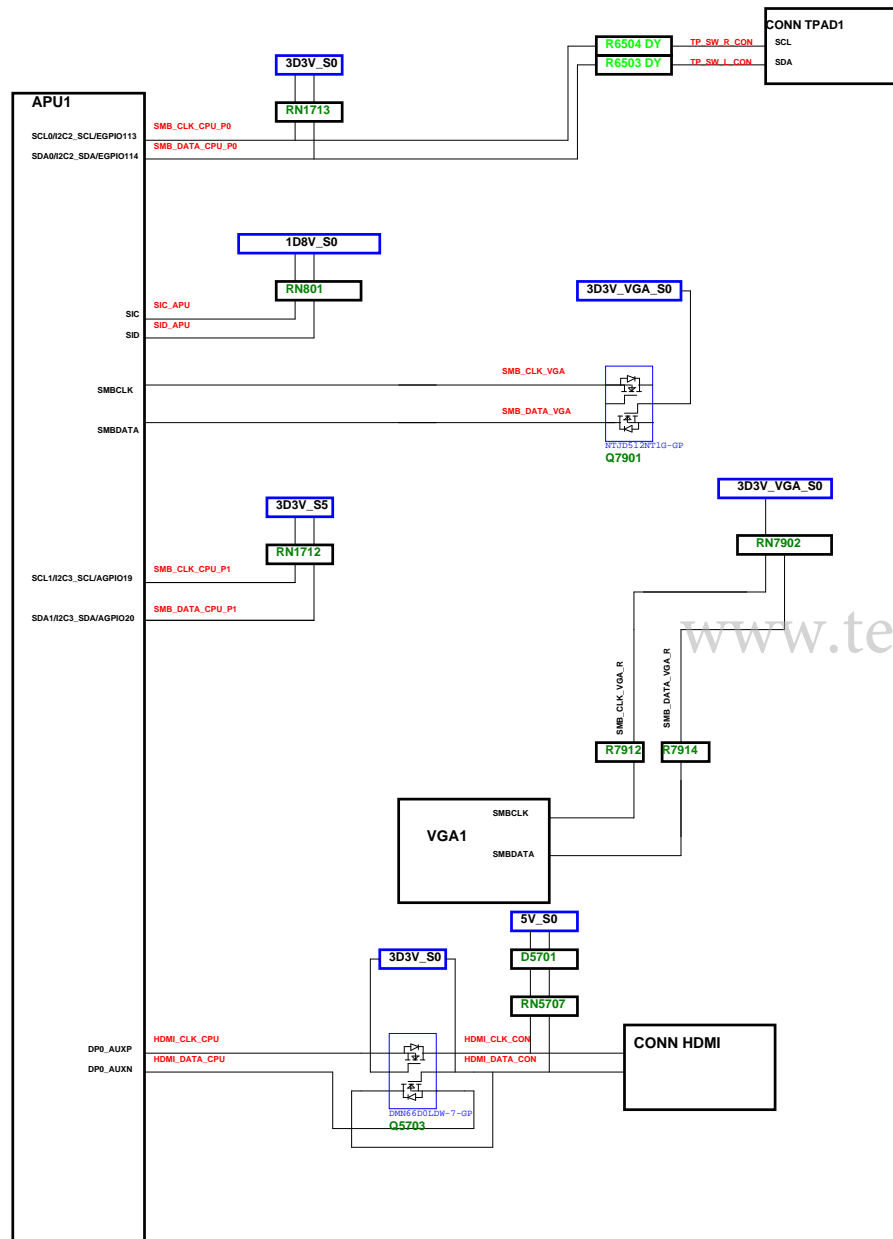 CONN TPAD1
R6504 DY
TP_SW_R_CON
SCL
R6503 DY
TP_SW_L_CON
SDA
3D3V_S0
APU1
RN1713
SMB_CLK_CPU_P0
SCL0/I2C2_SCL/EGPIO113
SMB_DATA_CPU_P0
SDA0/I2C2_SDA/EGPIO114
1D8V_S0
RN801
3D3V_VGA_S0
SIC_APU
SIC
SID_APU
SID
SMB_CLK_VGA
SMBCLK
SMB_DATA_VGA
SMBDATA
NTJD512NT1G-GP
Q7901
3D3V_VGA_S0
3D3V_S5
RN1712
RN7902
SMB_CLK_CPU_P1
SCL1/I2C3_SCL/AGPIO19
SMB_DATA_CPU_P1
SDA1/I2C3_SDA/AGPIO20
www.te
SMB_CLK_VGA_R
SMB_DATA_VGA_R
R7912
R7914
SMBCLK
VGA1
SMBDATA
5V_S0
3D3V_S0
D5701
RN5707
HDMI_CLK_CPU
HDMI_CLK_CON
CONN HDMI
DP0_AUXP
HDMI_DATA_CPU
HDMI_DATA_CON
DP0_AUXN
DMN66D0LDW-7-GP
Q5703